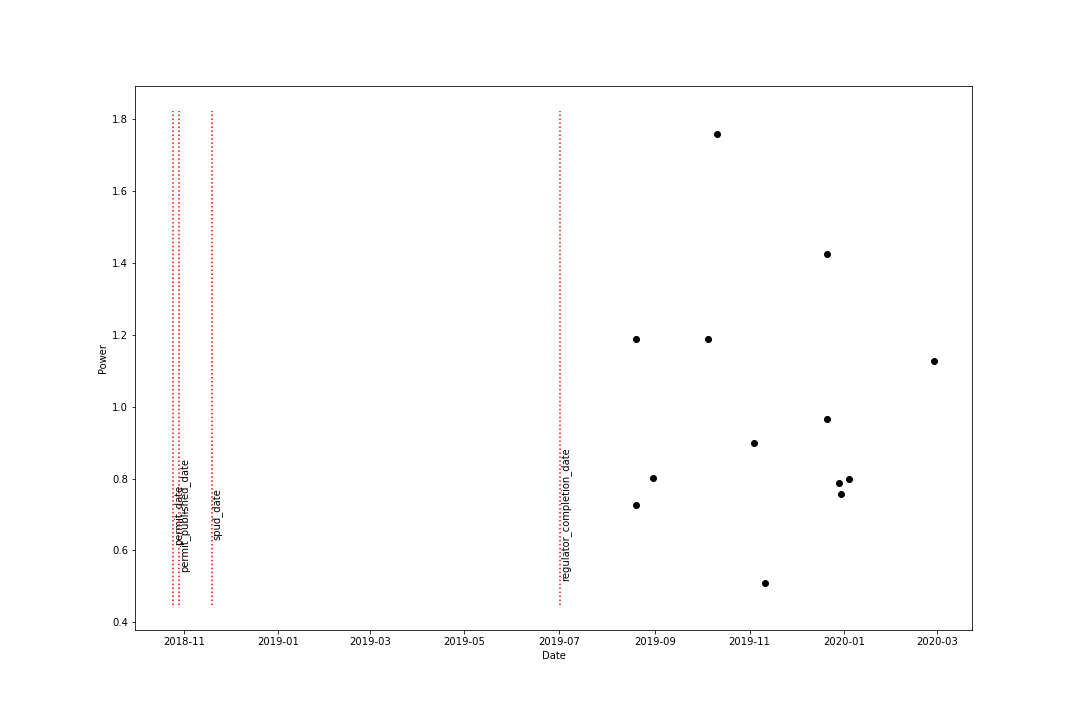 1.8
1.6
1.4
1.2
1.0
0.8
0.6
0.4
Power
permit_date
permit_published_date
spud_date
regulator_completion_date
2018-11
2019-01
2019-03
2019-05
2019-07
2019-09
2019-11
2020-01
2020-03
Date